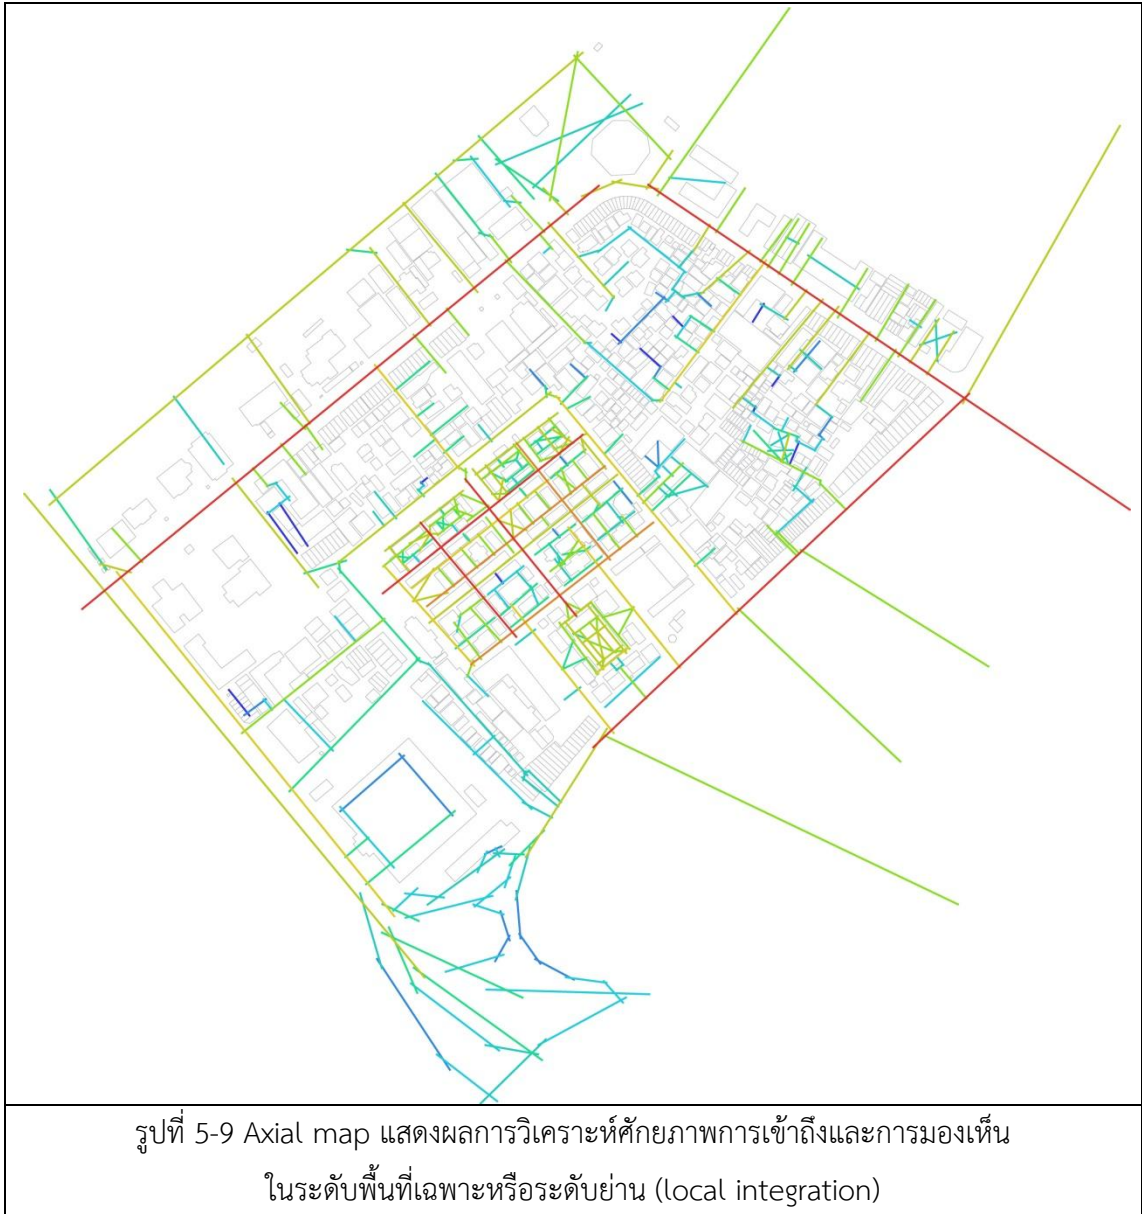 รูปที่ 5-9 Axial map แสดงผลการวิเคราะห์ศักยภาพการเข้าถึงและการมองเห็น
ในระดับพื้นที่เฉพาะหรือระดับย่าน (local integration)